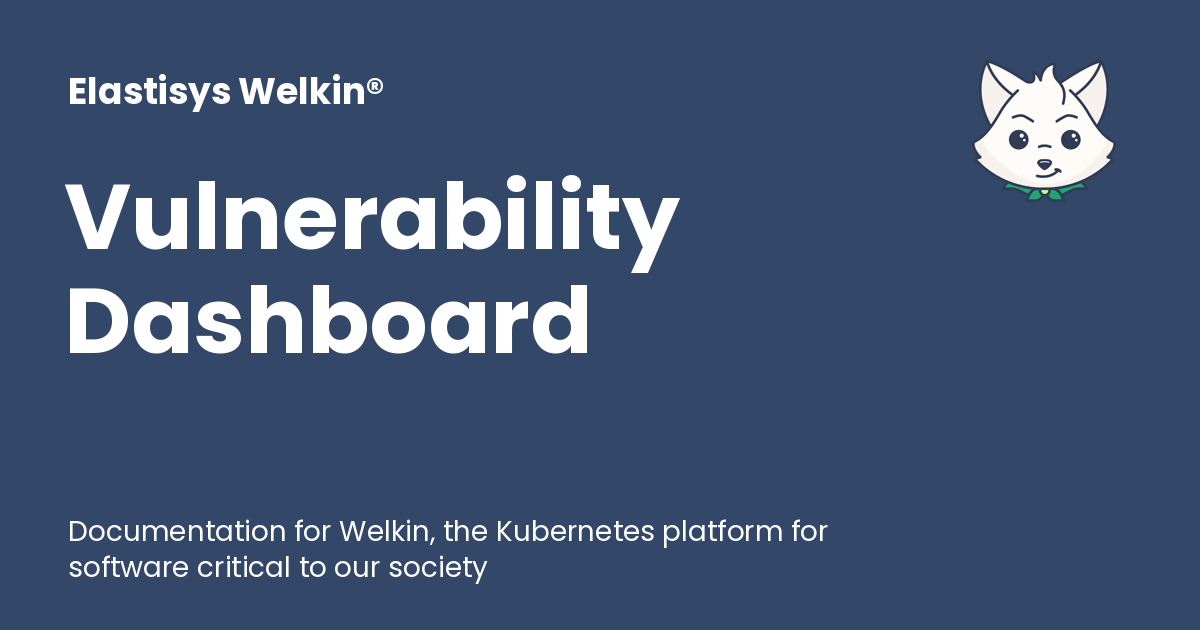 Elastisys Welkin®
Vulnerability
Dashboard
Documentation for Welkin, the Kubernetes platform for
software critical to our society